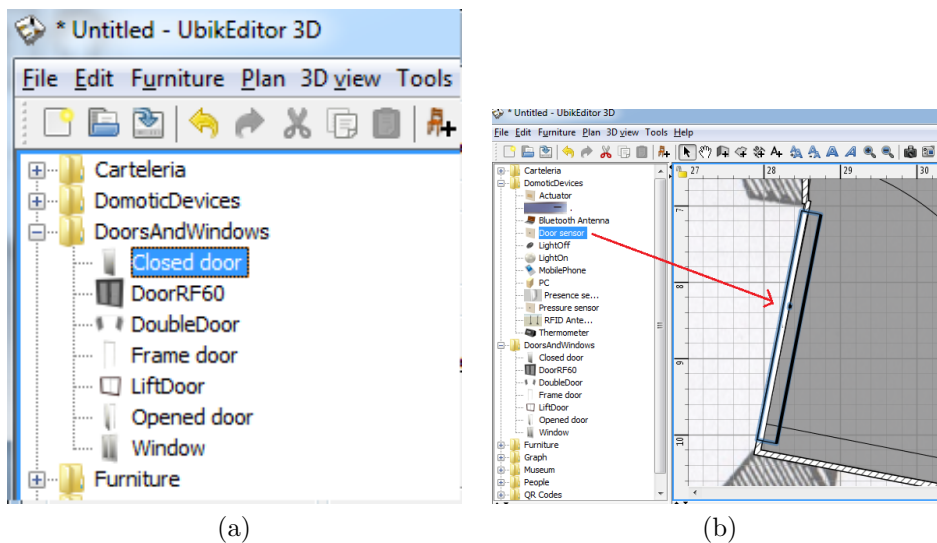 * Untitled - UbikEditor 3D
File Edit Furniture Plan 3D view Tools
Carteleria
DomoticDevices
DoorsAndWindows
Closed door
DoorRF60
DoubleDoor
Frame door
LiftDoor
Opened door
Window
Furniture
(a)
* Untitled - UbikEditor 3D
File Edit Furniture Plan 3D view Tools Help
27 28 29 30
Carteleria
DomoticDevices
Actuator
.
Bluetooth Antenna
Door sensor
LightOff
LightOn
MobilePhone
PC
Presence se...
Pressure sensor
RFID Ante...
Thermometer
DoorsAndWindows
Closed door
DoorRF60
DoubleDoor
Frame door
LiftDoor
Opened door
Window
Furniture
Graph
Museum
People
QR Codes
7
8
9
10
(b)